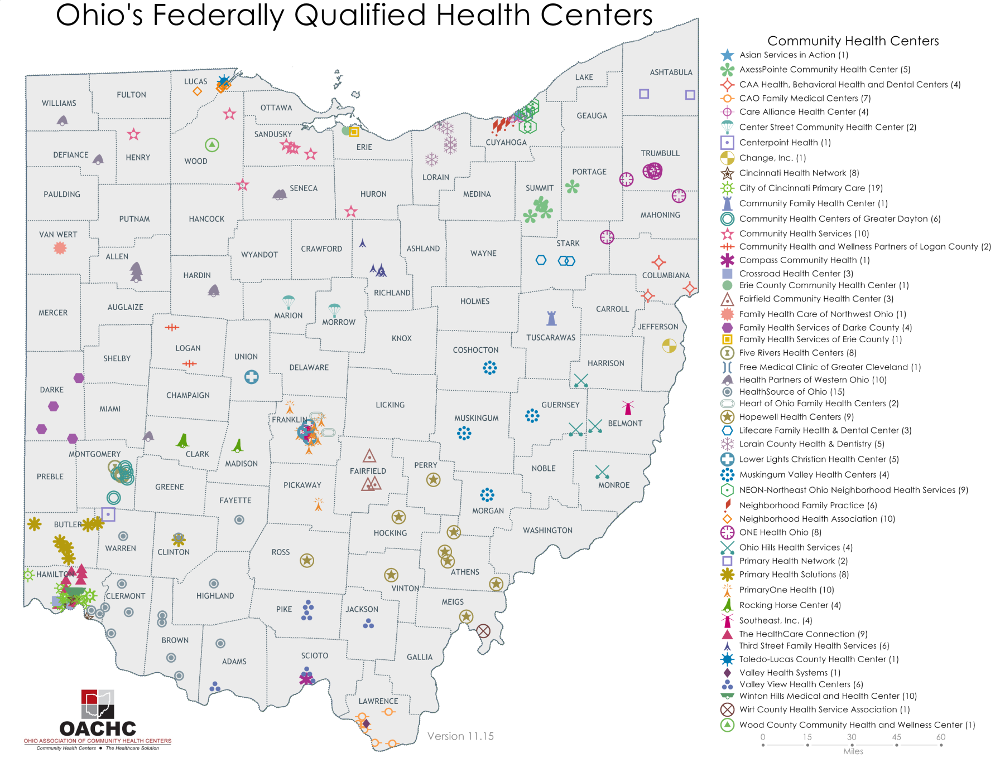 Ohio's Federally Qualified Health Centers
Community Health Centers
Asian Services in Action (1)
AxessPointe Community Health Center (5)
CAA Health, Behavioral Health and Dental Centers (4)
CAO Family Medical Centers (7)
Care Alliance Health Center (4)
Center Street Community Health Center (2)
Centerpoint Health (1)
Change, Inc. (1)
Cincinnati Health Network (8)
City of Cincinnati Primary Care (19)
Community Family Health Center (1)
Community Health Centers of Greater Dayton (6)
Community Health Services (10)
Community Health and Wellness Partners of Logan County (2)
Compass Community Health (1)
Crossroad Health Center (3)
Erie County Community Health Center (1)
Fairfield Community Health Center (3)
Family Health Care of Northwest Ohio (1)
Family Health Services of Darke County (4)
Family Health Services of Erie County (1)
Five Rivers Health Centers (8)
Free Medical Clinic of Greater Cleveland (1)
Health Partners of Western Ohio (10)
HealthSource of Ohio (15)
Heart of Ohio Family Health Centers (2)
Hopewell Health Centers (9)
Lifecare Family Health & Dental Center (3)
Lorain County Health & Dentistry (5)
Lower Lights Christian Health Center (5)
Muskingum Valley Health Centers (4)
NEON-Northeast Ohio Neighborhood Health Services (9)
Neighborhood Family Practice (6)
Neighborhood Health Association (10)
ONE Health Ohio (8)
Ohio Hills Health Services (4)
Primary Health Network (2)
Primary Health Solutions (8)
PrimaryOne Health (10)
Rocking Horse Center (4)
Southeast, Inc. (4)
The HealthCare Connection (9)
Third Street Family Health Services (6)
Toledo-Lucas County Health Center (1)
Valley Health Systems (1)
Valley View Health Centers (6)
Winton Hills Medical and Health Center (10)
Wirt County Health Service Association (1)
Wood County Community Health and Wellness Center (1)
0 15 30 45 60
Miles
ASHTABULA
LAKE
LUCAS
FULTON
WILLIAMS
OTTAWA
GEAUGA
SANDUSKY
CUYAHOGA
ERIE
TRUMBULL
DEFIANCE
HENRY
WOOD
PORTAGE
LORAIN
SUMMIT
SENECA
PAULDING
HURON
MEDINA
MAHONING
PUTNAM
HANCOCK
VAN WERT
STARK
CRAWFORD
ASHLAND
WAYNE
WYANDOT
ALLEN
HARDIN
COLUMBIANA
RICHLAND
HOLMES
AUGLAIZE
CARROLL
MERCER
MARION
MORROW
JEFFERSON
KNOX
TUSCARAWAS
LOGAN
COSHOCTON
UNION
SHELBY
HARRISON
DELAWARE
DARKE
CHAMPAIGN
LICKING
GUERNSEY
MIAMI
MUSKINGUM
FRANKLIN
BELMONT
MONTGOMERY
CLARK
MADISON
PERRY
NOBLE
FAIRFIELD
PREBLE
PICKAWAY
MONROE
GREENE
FAYETTE
MORGAN
BUTLER
WASHINGTON
HOCKING
WARREN
CLINTON
ROSS
ATHENS
HAMILTON
VINTON
CLERMONT
HIGHLAND
MEIGS
PIKE
JACKSON
BROWN
SCIOTO
GALLIA
ADAMS
LAWRENCE
OACHC
OHIO ASSOCIATION OF COMMUNITY HEALTH CENTERS
Community Health Centers • The Healthcare Solution
Version 11.15